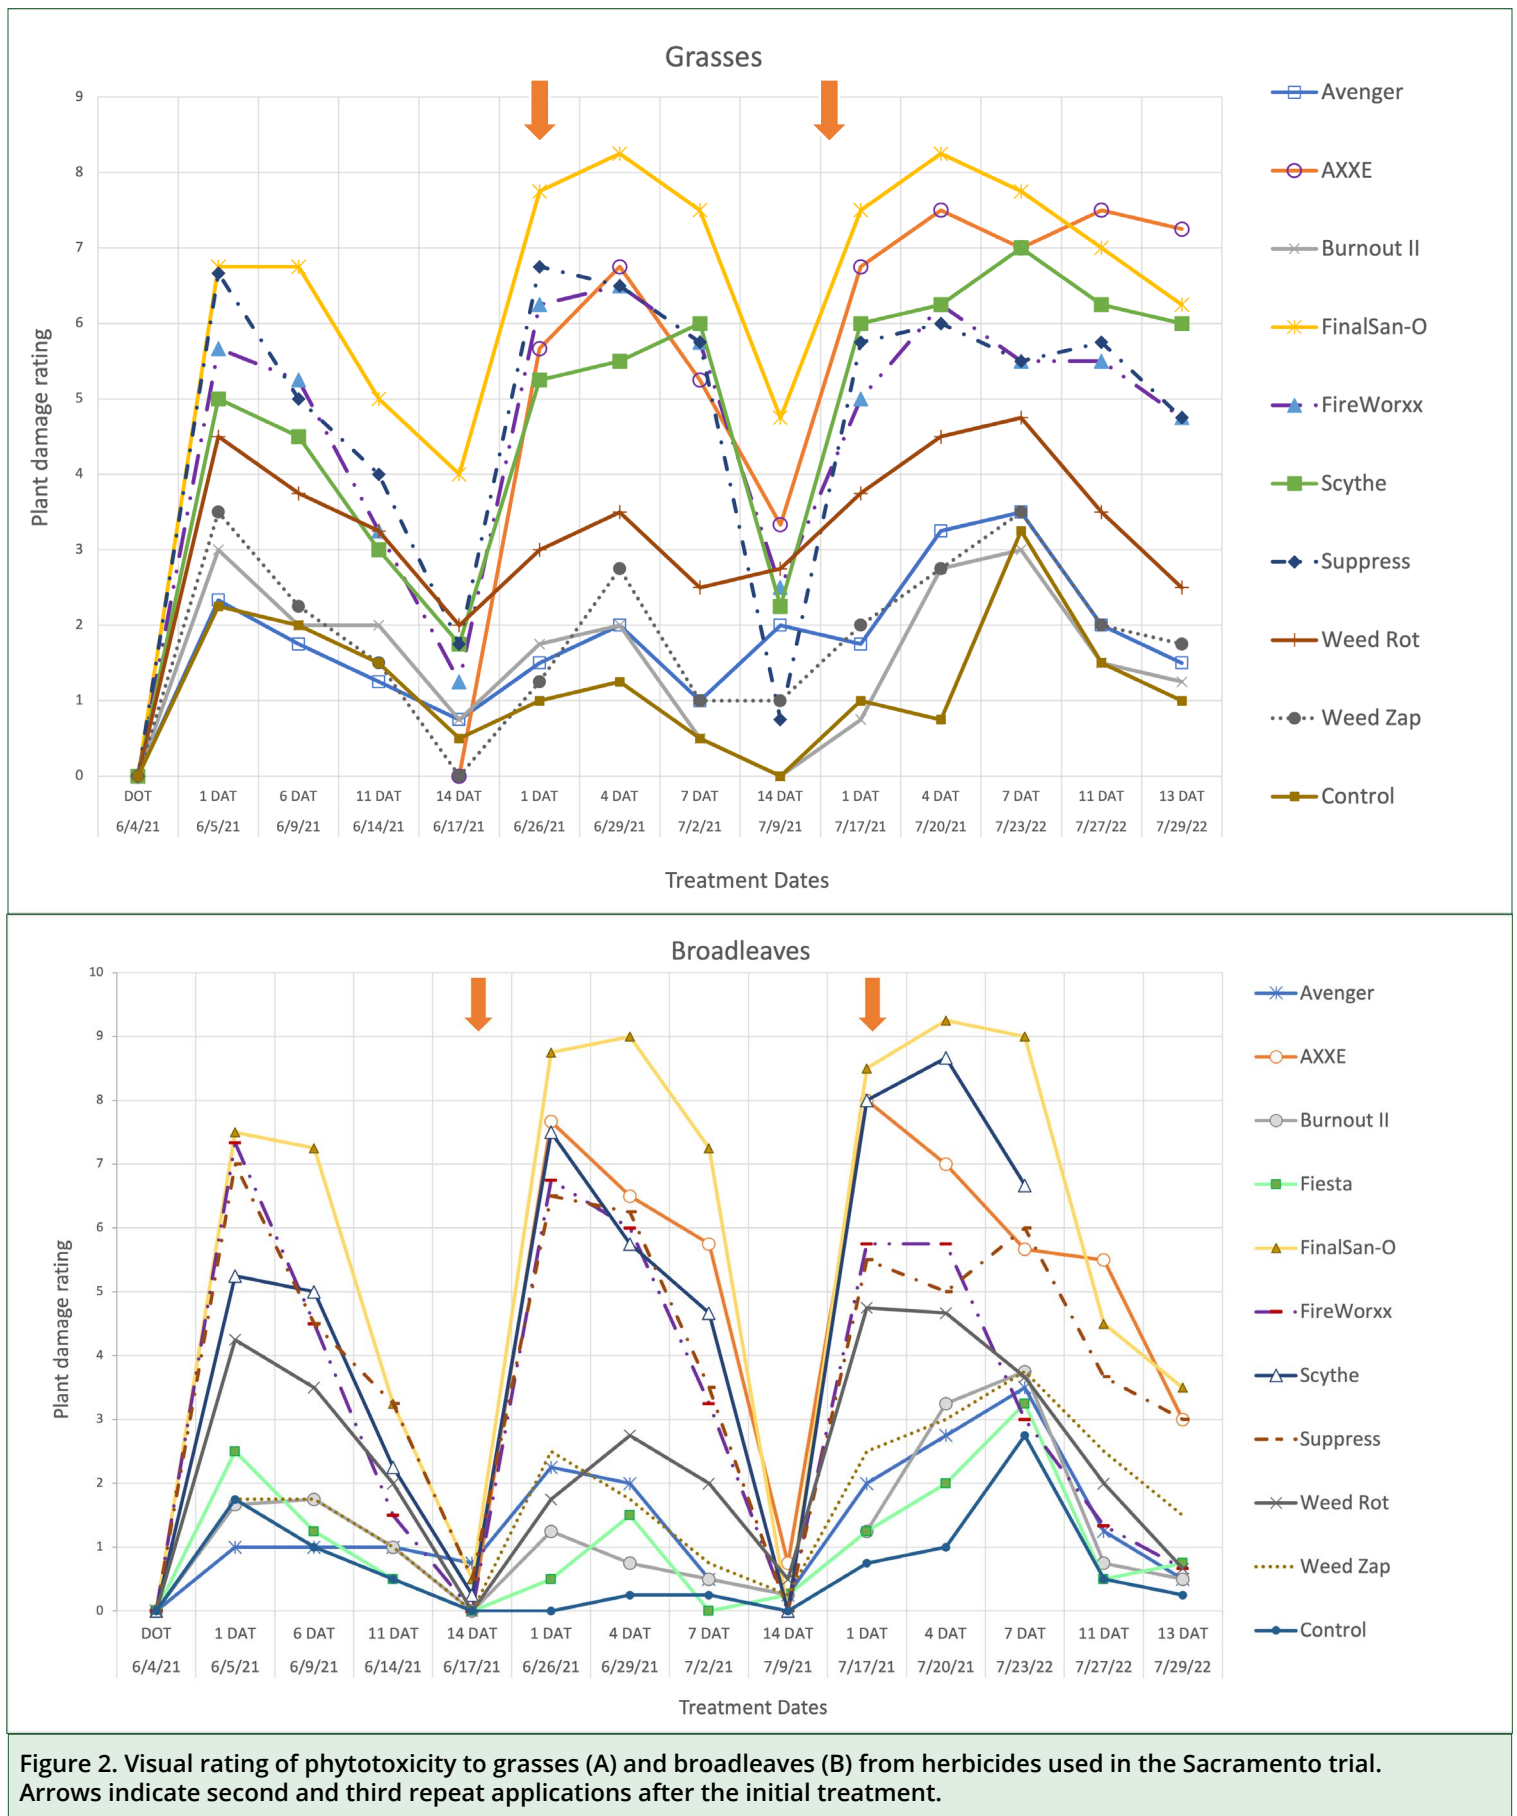 Grasses
9
8
7
6
5
4
3
2
1
0
Plant damage rating
DOT 1 DAT 6 DAT 11 DAT 14 DAT 1 DAT 4 DAT 7 DAT 14 DAT 1 DAT 4 DAT 7 DAT 11 DAT 13 DAT
6/4/21 6/5/21 6/9/21 6/14/21 6/17/21 6/26/21 6/29/21 7/2/21 7/9/21 7/17/21 7/20/21 7/23/22 7/27/22 7/29/22
Treatment Dates
Avenger
AXXE
Burnout II
FinalSan-O
FireWorxx
Scythe
Suppress
Weed Rot
Weed Zap
Control
Broadleaves
10
9
8
7
6
5
4
3
2
1
0
Plant damage rating
DOT 1 DAT 6 DAT 11 DAT 14 DAT 1 DAT 4 DAT 7 DAT 14 DAT 1 DAT 4 DAT 7 DAT 11 DAT 13 DAT
6/4/21 6/5/21 6/9/21 6/14/21 6/17/21 6/26/21 6/29/21 7/2/21 7/9/21 7/17/21 7/20/21 7/23/22 7/27/22 7/29/22
Treatment Dates
Avenger
AXXE
Burnout II
Fiesta
FinalSan-O
FireWorxx
Scythe
Suppress
Weed Rot
Weed Zap
Control
Figure 2. Visual rating of phytotoxicity to grasses (A) and broadleaves (B) from herbicides used in the Sacramento trial.
Arrows indicate second and third repeat applications after the initial treatment.